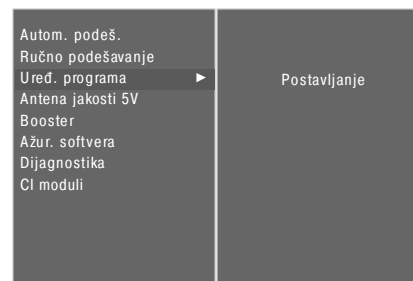 Autom. podeš.
Ručno podešavanje
Uređ. programa ►
Postavljanje
Antena jakosti 5V
Booster
Ažur. softvera
Dijagnostika
CI moduli